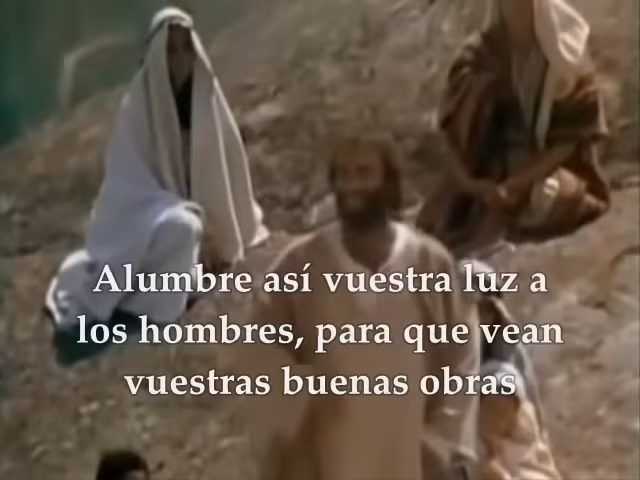 Alumbre así vuestra luz a
los hombres, para que vean
vuestras buenas obras